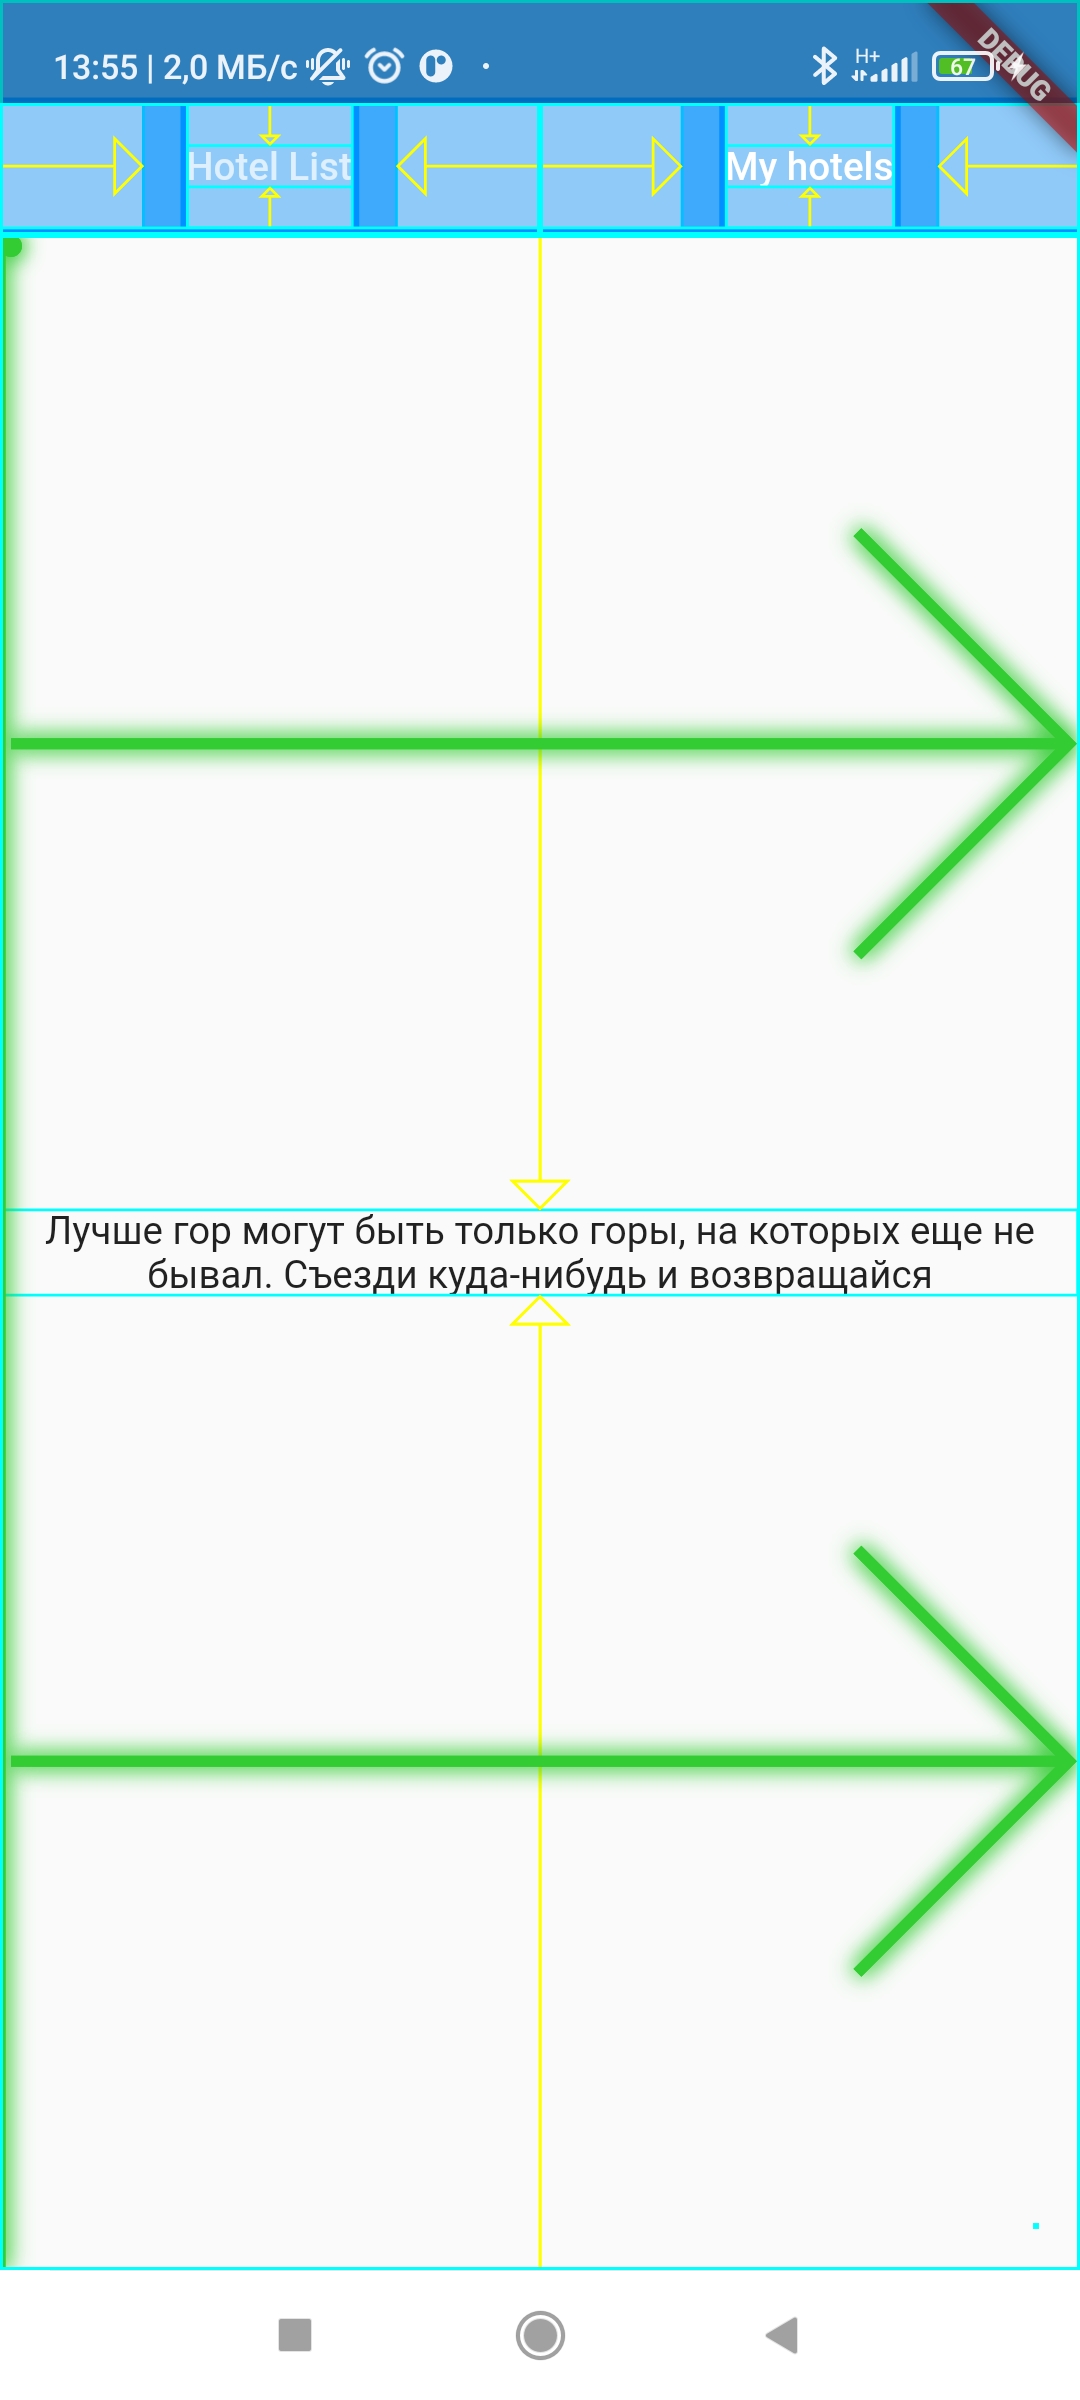 13:55 | 2,0 МБ/с
H+
67
DEBUG
Hotel List
My hotels
Лучше гор могут быть только горы, на которых еще не
бывал. Съезди куда-нибудь и возвращайся